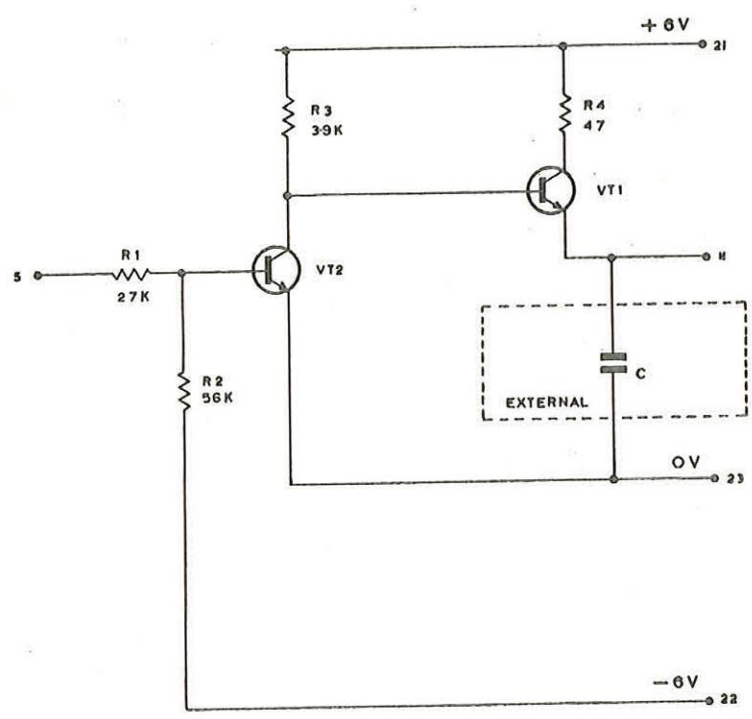 +6V
21
R3
3·9K
R4
47
VT1
R1
27K
5
VT2
11
R2
56K
C
EXTERNAL
0V
23
-6V
22